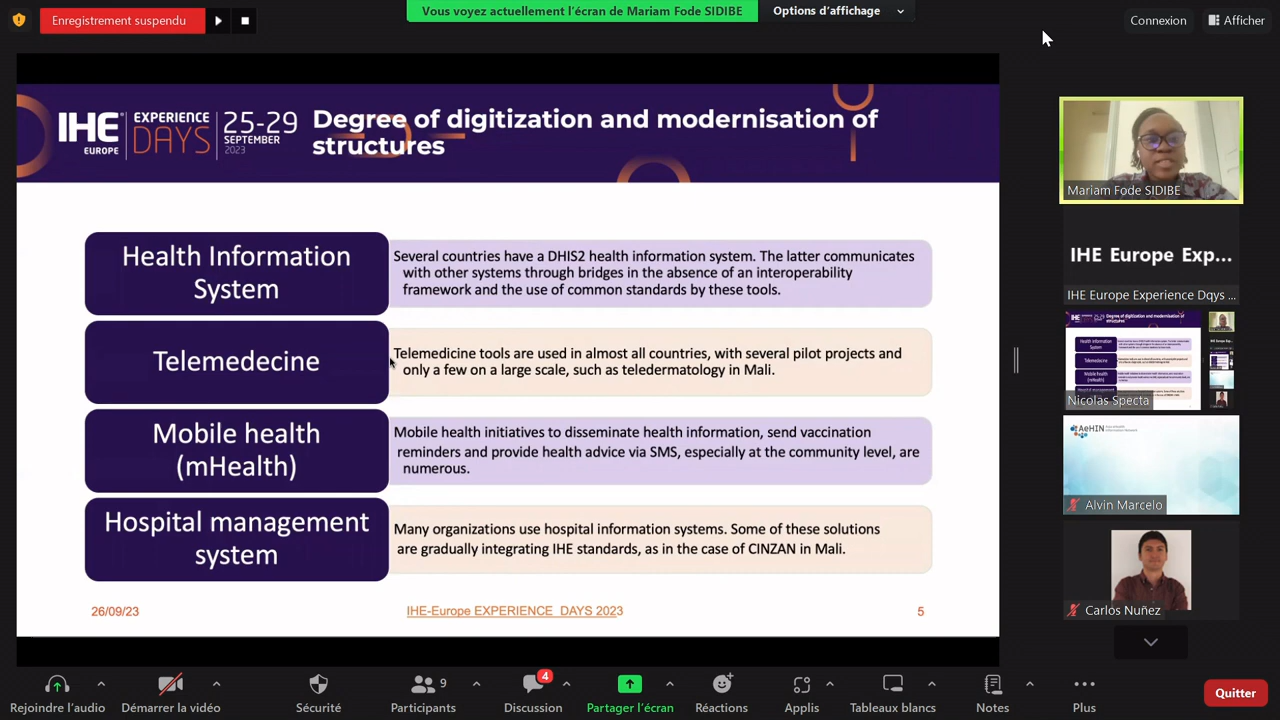 Enregistrement suspendu
Vous voyez actuellement l'écran de Mariam Fode SIDIBE
Options d'affichage
Connexion
Afficher
IHE EUROPE
EXPERIENCE DAYS
25-29 SEPTEMBER 2023
Degree of digitization and modernisation of
structures
Health Information
System
Several countries have a DHIS2 health information system. The latter communicates
with other systems through bridges in the absence of an interoperability
framework and the use of common standards by these tools.
Telemedecine
Telemedecine tools are used in almost all countries, with several pilot projects and
only a few on a large scale, such as teledermatology in Mali.
Mobile health
(mHealth)
Mobile health initiatives to disseminate health information, send vaccination
reminders and provide health advice via SMS, especially at the community level, are
numerous.
Hospital management
system
Many organizations use hospital information systems. Some of these solutions
are gradually integrating IHE standards, as in the case of CINZAN in Mali.
26/09/23
IHE-Europe EXPERIENCE DAYS 2023
5
Mariam Fode SIDIBE
IHE Europe Exp...
IHE Europe Experience Dqys ...
Nicolas Specta
AeHIN
Alvin Marcelo
Carlos Nuñez
Rejoindre l'audio
Démarrer la vidéo
Sécurité
9
Participants
4
Discussion
Partager l'écran
Réactions
Applis
Tableaux blancs
Notes
Plus
Quitter